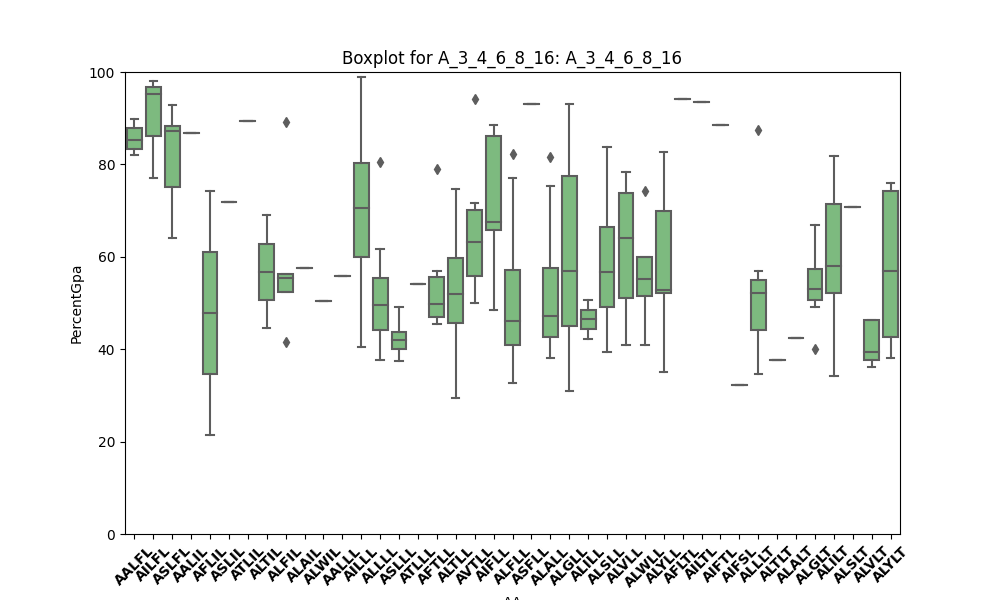 Boxplot for A_3_4_6_8_16: A_3_4_6_8_16
100
80
60
40
20
0
PercentGpa
AALFL
AILFL
ASLFL
AALIL
AFLIL
ASLIL
ATLIL
ALTIL
ALFIL
ALAIL
ALWIL
AALLL
AILLL
ALLLL
ASLLL
ATLLL
AFTLL
ALTLL
AVTLL
AIFLL
ALFLL
ASFLL
ALALL
ALGLL
ALILL
ALSLL
ALVLL
ALWLL
ALYLL
AFLTL
AILTL
AIFTL
AIFSL
ALLLT
ALTLT
ALALT
ALGLT
ALILT
ALSLT
ALVLT
ALYLT